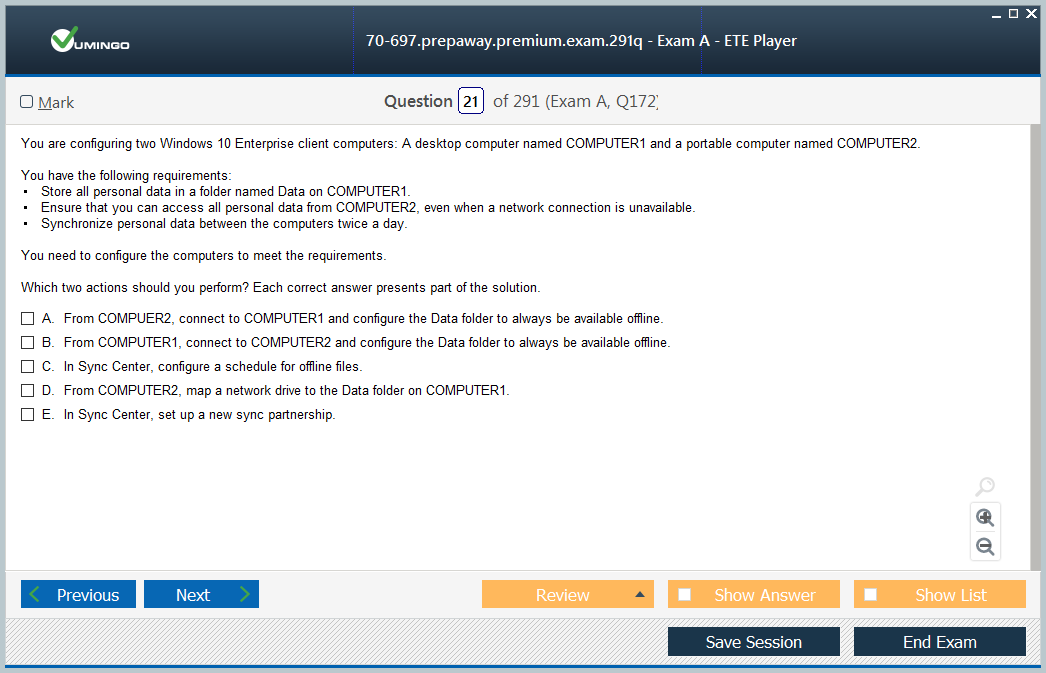 VUMINGO
70-697.prepaway.premium.exam.291q - Exam A - ETE Player
Mark
Question 21 of 291 (Exam A, Q172)
You are configuring two Windows 10 Enterprise client computers: A desktop computer named COMPUTER1 and a portable computer named COMPUTER2.
You have the following requirements:
• Store all personal data in a folder named Data on COMPUTER1.
• Ensure that you can access all personal data from COMPUTER2, even when a network connection is unavailable.
• Synchronize personal data between the computers twice a day.
You need to configure the computers to meet the requirements.
Which two actions should you perform? Each correct answer presents part of the solution.
A. From COMPUER2, connect to COMPUTER1 and configure the Data folder to always be available offline.
B. From COMPUTER1, connect to COMPUTER2 and configure the Data folder to always be available offline.
C. In Sync Center, configure a schedule for offline files.
D. From COMPUTER2, map a network drive to the Data folder on COMPUTER1.
E. In Sync Center, set up a new sync partnership.
Previous Next Review Show Answer Show List
Save Session End Exam